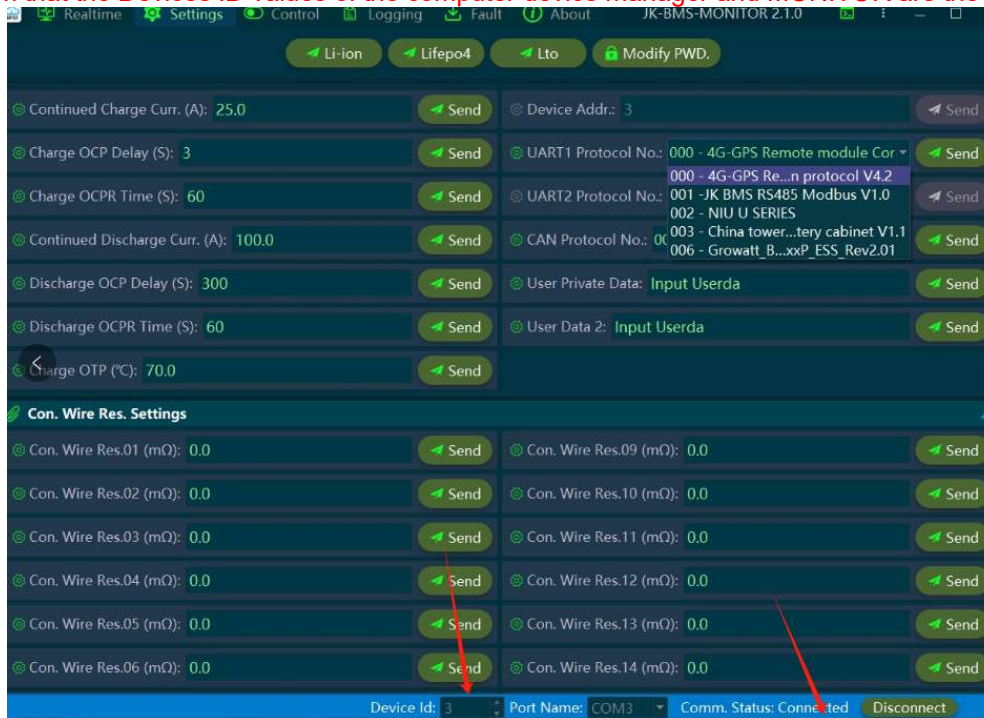 that the Devices ID values of the computer device manager and MONITOR are the
Realtime Settings Control Logging Fault About JK-BMS-MONITOR 2.1.0
Li-ion Lifepo4 Lto Modify PWD.
Continued Charge Curr. (A): 25.0 Send Device Addr.: 3 Send
Charge OCP Delay (S): 3 Send UART1 Protocol No.: 000 - 4G-GPS Remote module Cor Send
000 - 4G-GPS Re...n protocol V4.2
Charge OCPR Time (S): 60 Send UART2 Protocol No.: 001 -JK BMS RS485 Modbus V1.0 Send
002 - NIU U SERIES
Continued Discharge Curr. (A): 100.0 Send CAN Protocol No.: 00 003 - China tower...tery cabinet V1.1 Send
006 - Growatt_B...xxP_ESS_Rev2.01
Discharge OCP Delay (S): 300 Send User Private Data: Input Userda Send
Discharge OCPR Time (S): 60 Send User Data 2: Input Userda Send
Charge OTP (°C): 70.0 Send
Con. Wire Res. Settings
Con. Wire Res.01 (mΩ): 0.0 Send Con. Wire Res.09 (mΩ): 0.0 Send
Con. Wire Res.02 (mΩ): 0.0 Send Con. Wire Res.10 (mΩ): 0.0 Send
Con. Wire Res.03 (mΩ): 0.0 Send Con. Wire Res.11 (mΩ): 0.0 Send
Con. Wire Res.04 (mΩ): 0.0 Send Con. Wire Res.12 (mΩ): 0.0 Send
Con. Wire Res.05 (mΩ): 0.0 Send Con. Wire Res.13 (mΩ): 0.0 Send
Con. Wire Res.06 (mΩ): 0.0 Send Con. Wire Res.14 (mΩ): 0.0 Send
Device Id: 3 Port Name: COM3 Comm. Status: Connected Disconnect